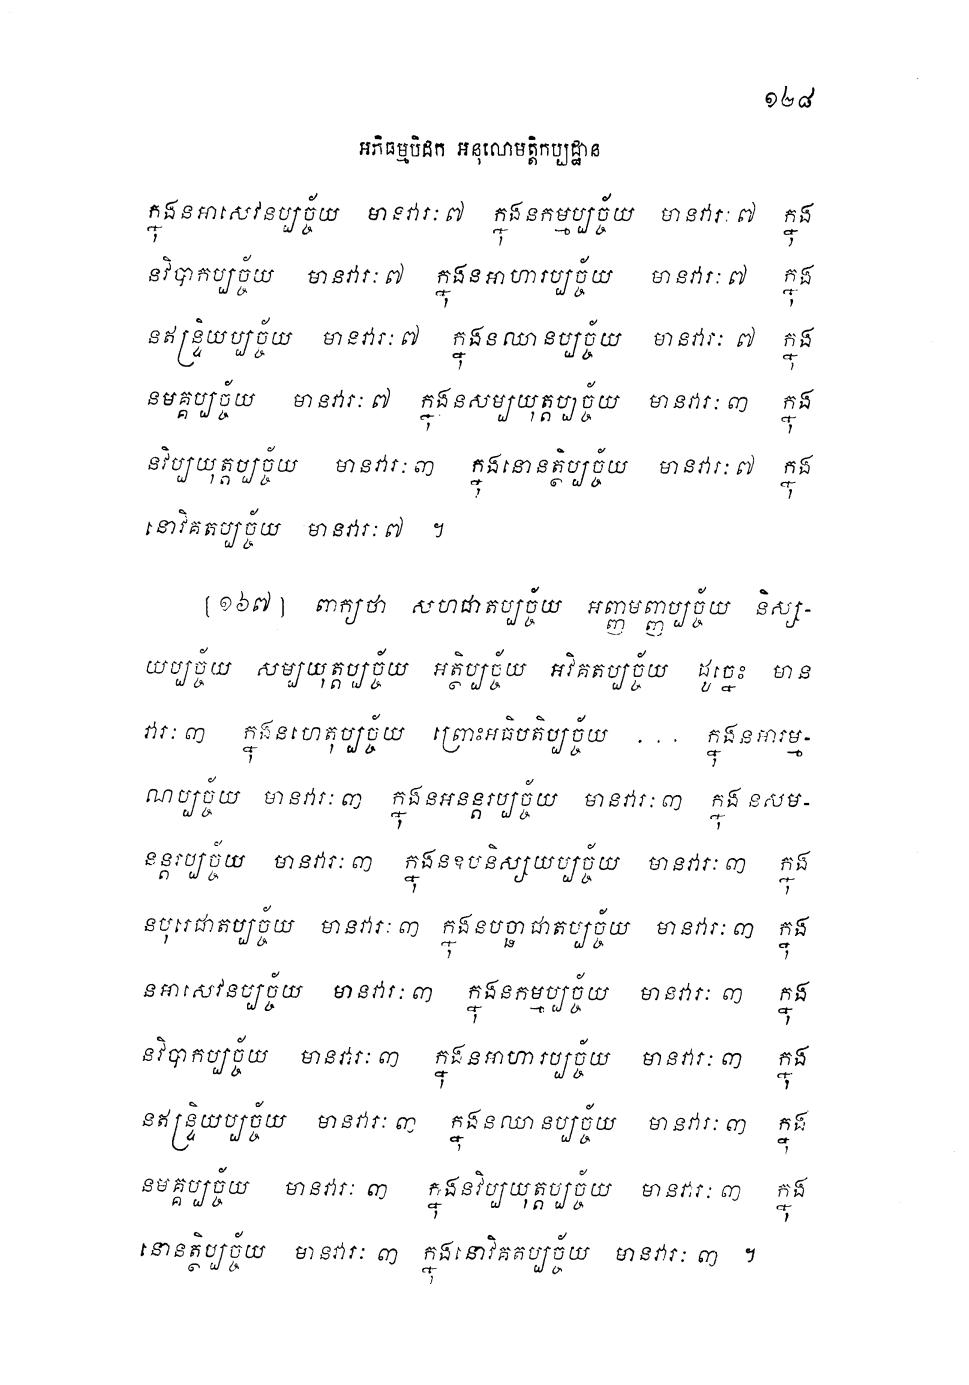 ១២៨
អភិធម្មបិដក អនុលោមត្តិកប្បដ្ឋាន
ក្នុងនអាសេវនប្បច្ច័យ មានវារៈ ៧ ក្នុងនកម្មប្បច្ច័យ មានវារៈ ៧ ក្នុង
នវិបាកប្បច្ច័យ មានវារៈ ៧ ក្នុងនអាហារប្បច្ច័យ មានវារៈ ៧ ក្នុង
នឥន្ទ្រិយប្បច្ច័យ មានវារៈ ៧ ក្នុងនឈានប្បច្ច័យ មានវារៈ ៧ ក្នុង
នមគ្គប្បច្ច័យ មានវារៈ ៧ ក្នុងនសម្បយុត្តប្បច្ច័យ មានវារៈ ៣ ក្នុង
នវិប្បយុត្តប្បច្ច័យ មានវារៈ ៣ ក្នុងនោនត្ថិប្បច្ច័យ មានវារៈ ៧ ក្នុង
នោវិគតប្បច្ច័យ មានវារៈ ៧ ។
[១៦៧] ពាក្យថា សហជាតប្បច្ច័យ អញ្ញមញ្ញប្បច្ច័យ និស្ស-
យប្បច្ច័យ សម្បយុត្តប្បច្ច័យ អត្ថិប្បច្ច័យ អវិគតប្បច្ច័យ ដូច្នេះ មាន
វារៈ ៣ ក្នុងនហេតុប្បច្ច័យ ព្រោះអធិបតិប្បច្ច័យ ... ក្នុងនអារម្ម-
ណប្បច្ច័យ មានវារៈ ៣ ក្នុងនអនន្តរប្បច្ច័យ មានវារៈ ៣ ក្នុងនសម-
នន្តរប្បច្ច័យ មានវារៈ ៣ ក្នុងនឧបនិស្សយប្បច្ច័យ មានវារៈ ៣ ក្នុង
នបុរេជាតប្បច្ច័យ មានវារៈ ៣ ក្នុងនបច្ឆាជាតប្បច្ច័យ មានវារៈ ៣ ក្នុង
នអាសេវនប្បច្ច័យ មានវារៈ ៣ ក្នុងនកម្មប្បច្ច័យ មានវារៈ ៣ ក្នុង
នវិបាកប្បច្ច័យ មានវារៈ ៣ ក្នុងនអាហារប្បច្ច័យ មានវារៈ ៣ ក្នុង
នឥន្ទ្រិយប្បច្ច័យ មានវារៈ ៣ ក្នុងនឈានប្បច្ច័យ មានវារៈ ៣ ក្នុង
នមគ្គប្បច្ច័យ មានវារៈ ៣ ក្នុងនវិប្បយុត្តប្បច្ច័យ មានវារៈ ៣ ក្នុង
នោនត្ថិប្បច្ច័យ មានវារៈ ៣ ក្នុងនោវិគតប្បច្ច័យ មានវារៈ ៣ ។